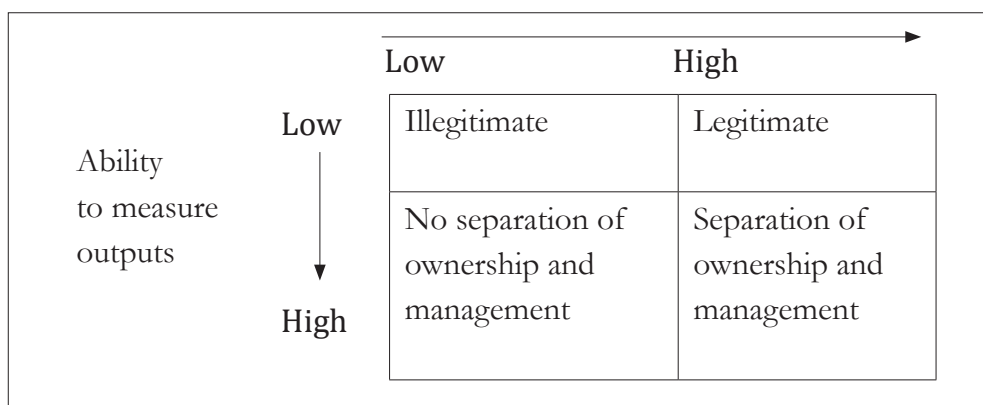 Low High
Low Illegitimate Legitimate
Ability
to measure
outputs
No separation of
ownership and
management
Separation of
ownership and
management
High